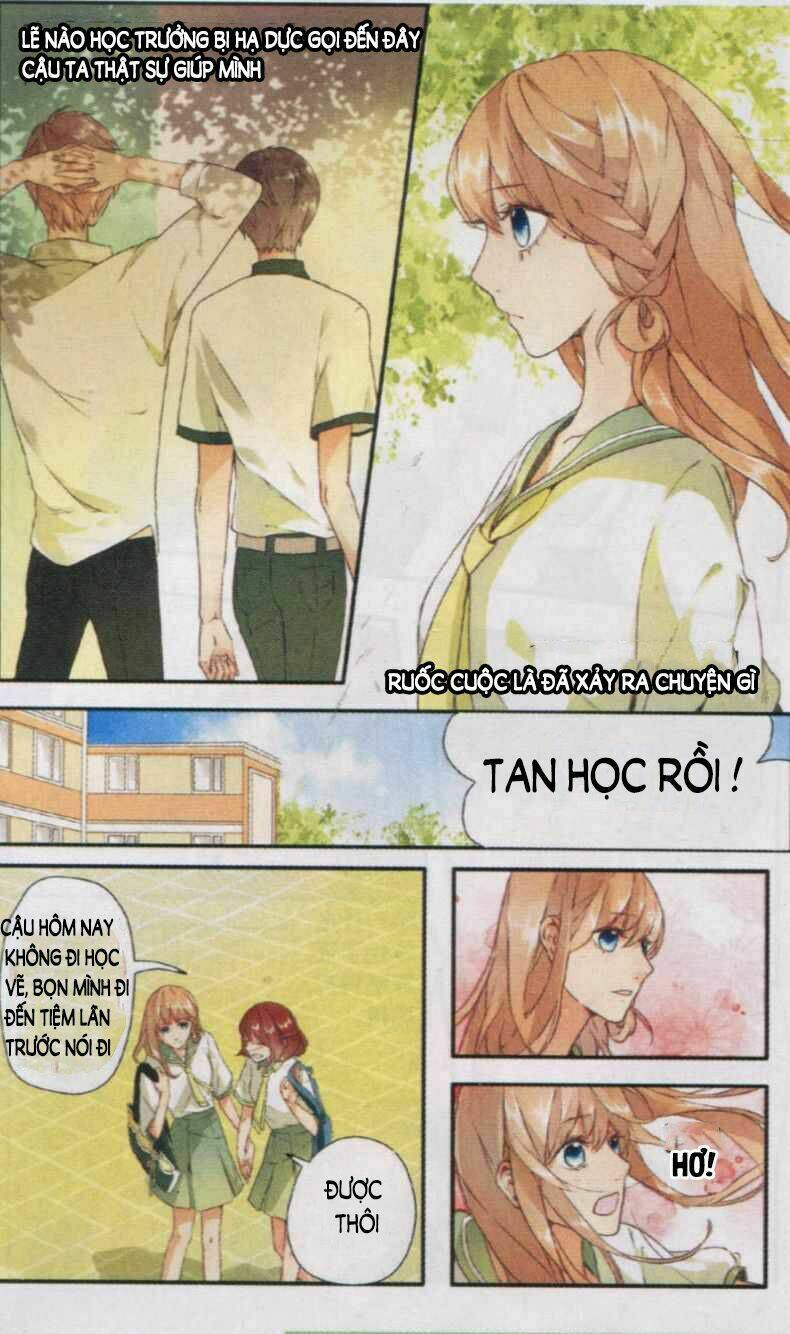 LẼ NÀO HỌC TRƯỞNG BỊ HẠ DỰC GỌI ĐẾN ĐÂY
CẬU TA THẬT SỰ GIÚP MÌNH
RUỐC CUỘC LÀ ĐÃ XẢY RA CHUYỆN GÌ
TAN HỌC RỒI !
CẬU HÔM NAY
KHÔNG ĐI HỌC
VẼ, BỌN MÌNH ĐI
ĐẾN TIỆM LẦN
TRƯỚC NÓI ĐI
ĐƯỢC
THÔI
HƠ!